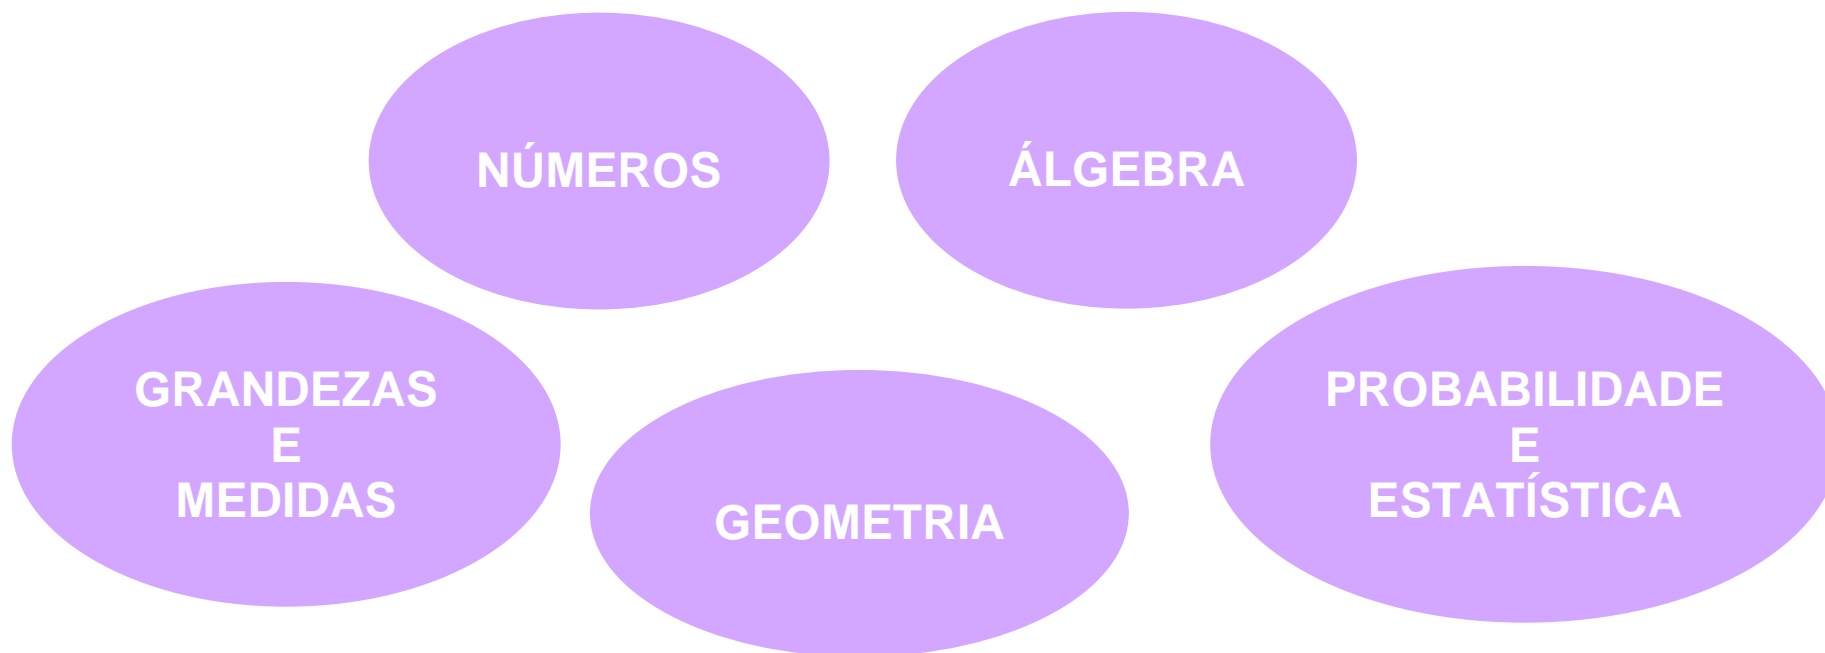 NÚMEROS
ÁLGEBRA
GRANDEZAS
E
MEDIDAS
GEOMETRIA
PROBABILIDADE
E
ESTATÍSTICA